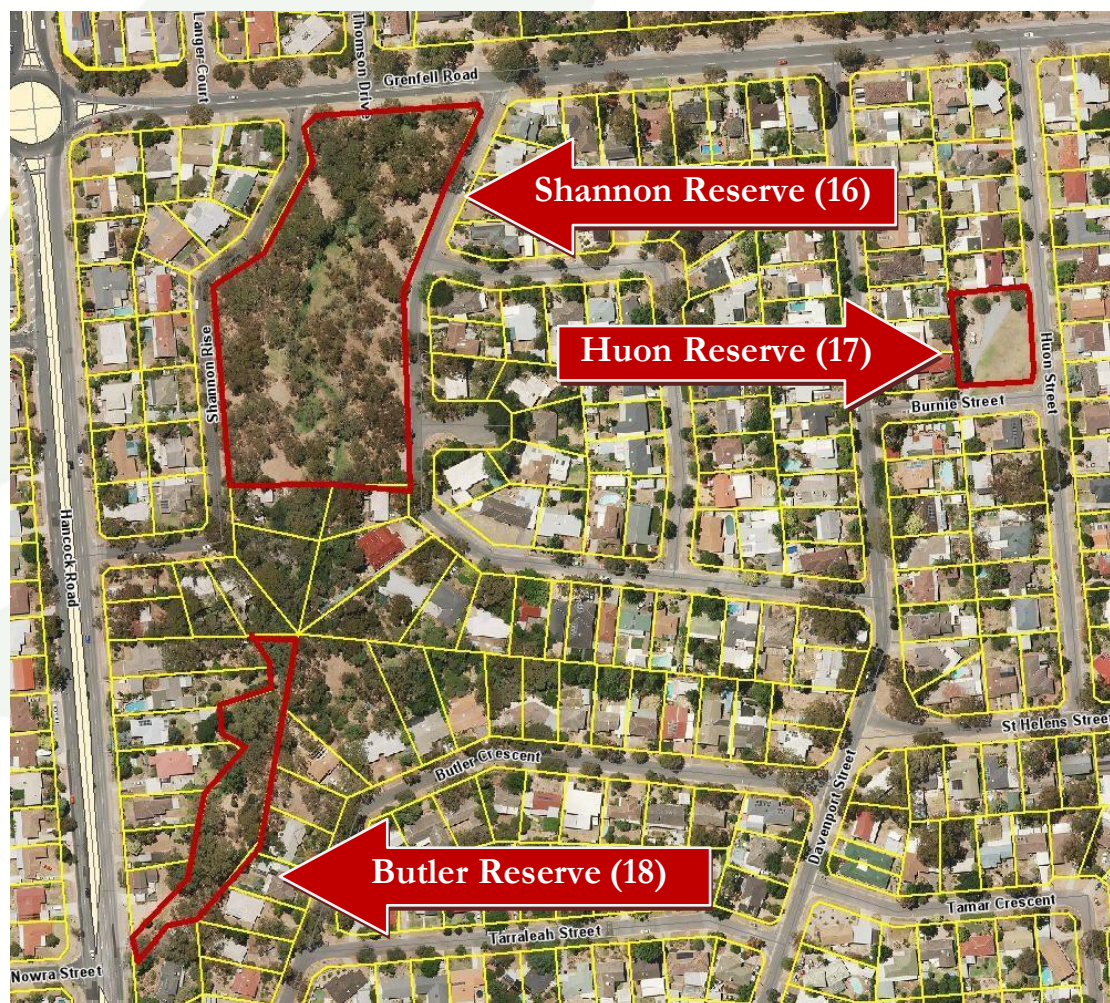 Langer Court
Thomson Drive
Grenfell Road
Shannon Reserve (16)
Huon Reserve (17)
Shannon Rise
Huon Street
..Burnie Street
Hancock Road
St Helens Street
Butler Crescent
Davenport Street
Butler Reserve (18)
Tamar Crescent
Tarraleah Street
Nowra Street